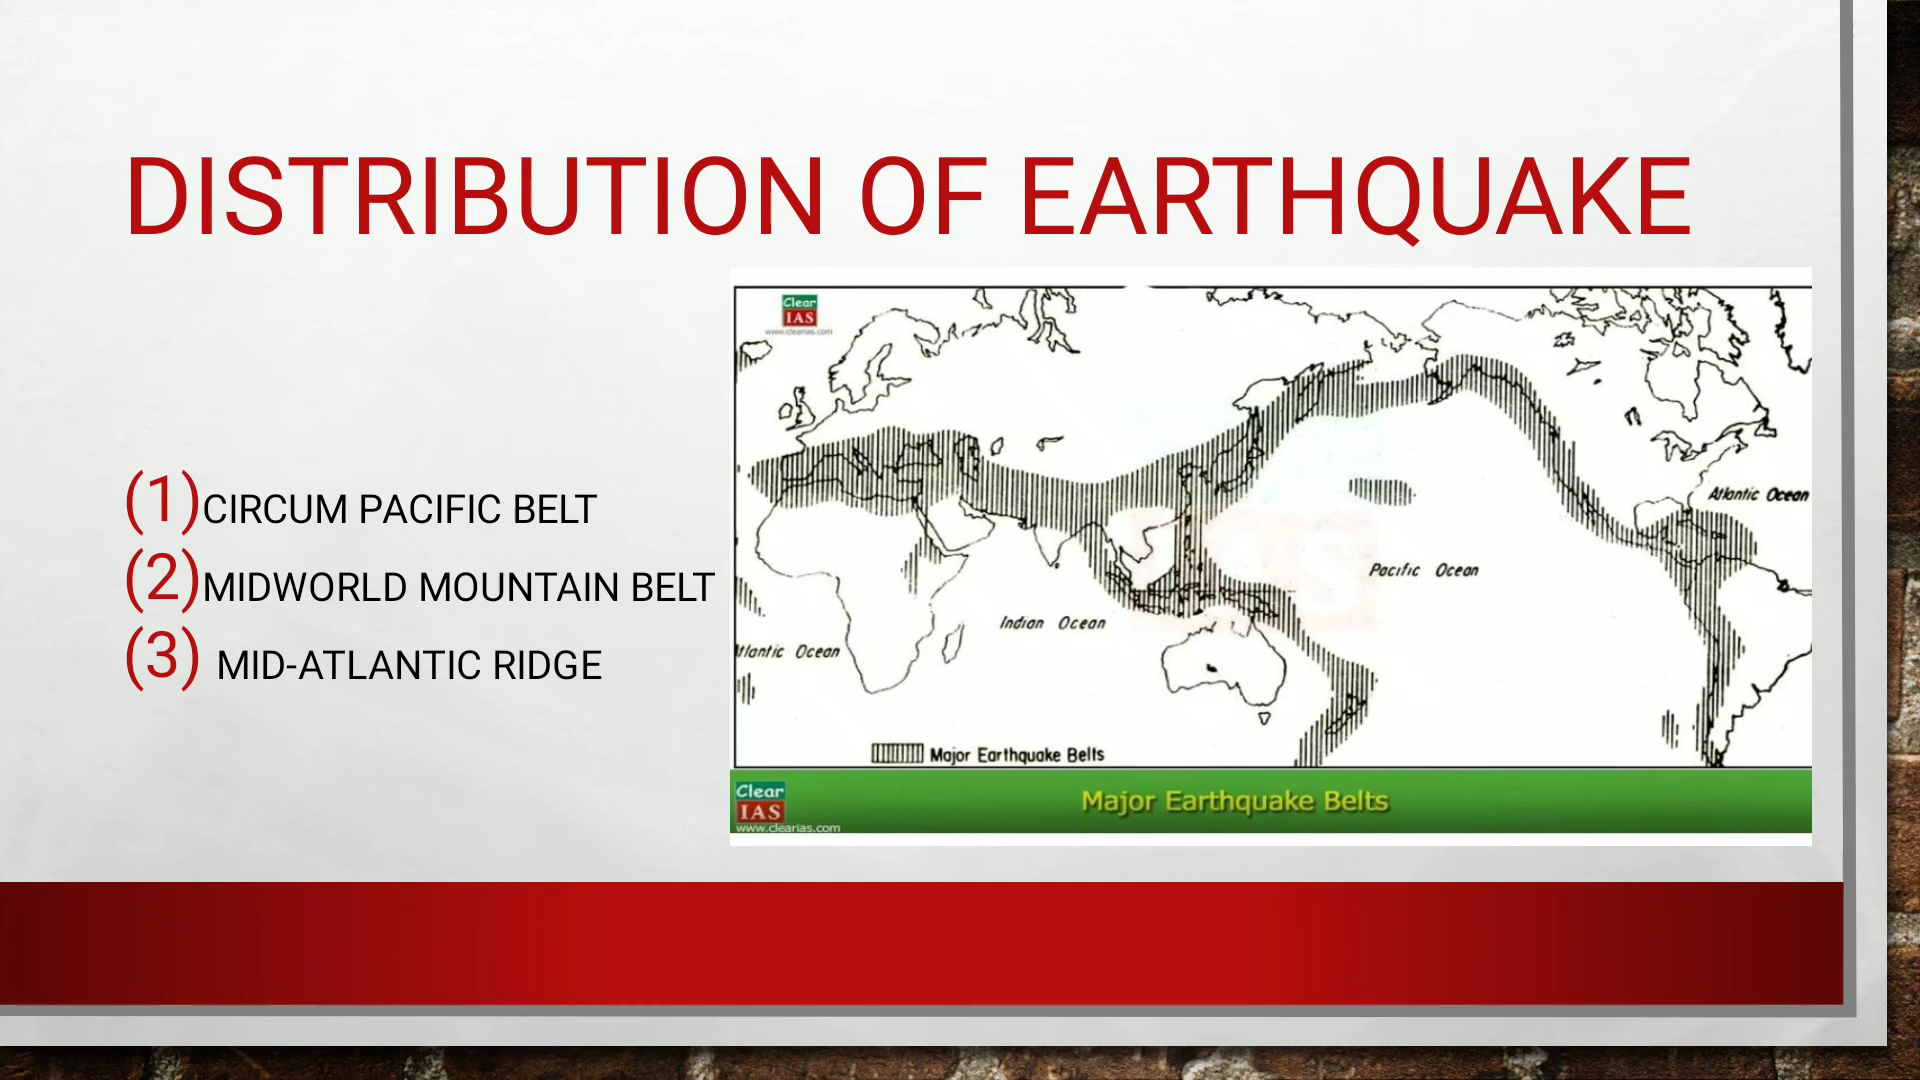 DISTRIBUTION OF EARTHQUAKE
(1)CIRCUM PACIFIC BELT
(2)MIDWORLD MOUNTAIN BELT
(3) MID-ATLANTIC RIDGE
Clear
IAS
www.clearias.com
Atlantic Ocean
Pacific Ocean
Indian Ocean
tlantic Ocean
Major Earthquake Belts
Clear
IAS
www.clearias.com
Major Earthquake Belts